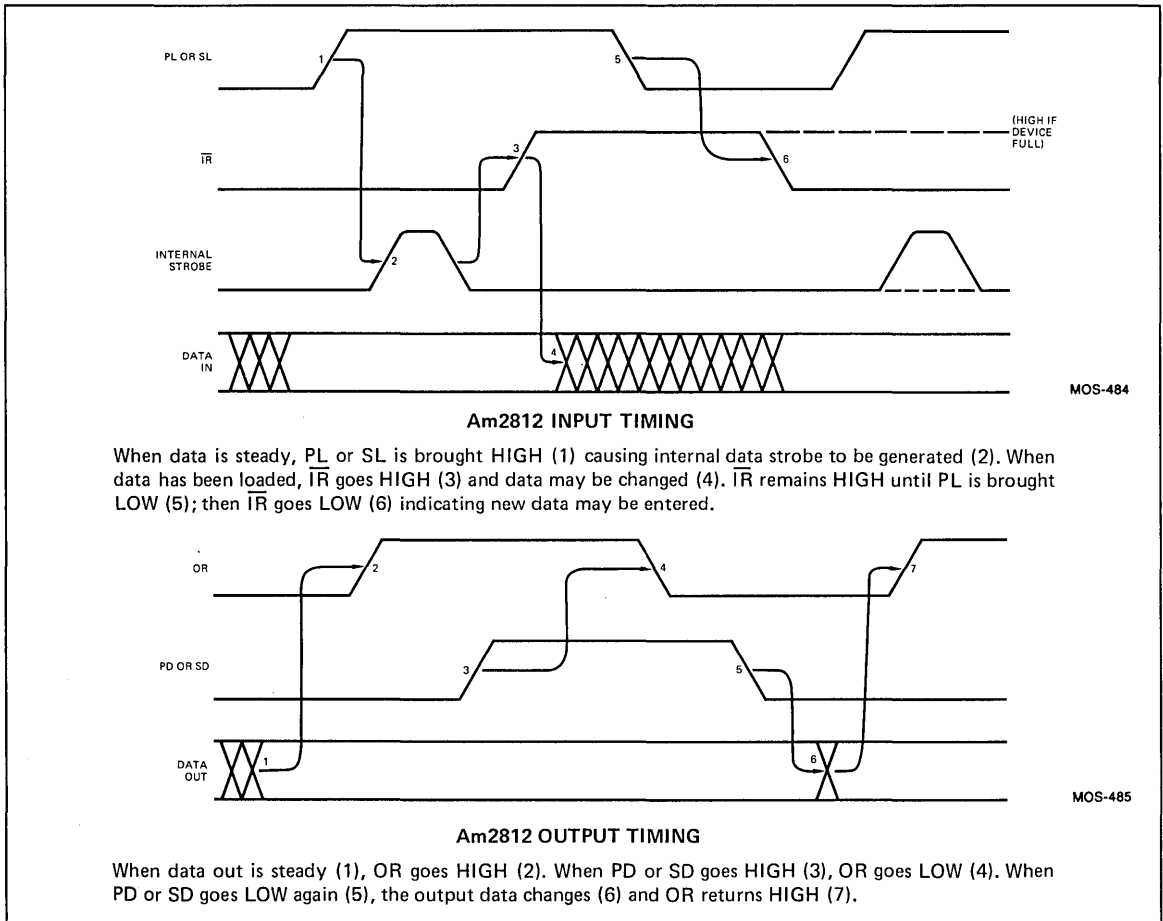 PL OR SL
1
5
(HIGH IF
DEVICE
FULL)
IR
3
6
INTERNAL
STROBE
2
DATA
IN
4
MOS-484
Am2812 INPUT TIMING
When data is steady, PL or SL is brought HIGH (1) causing internal data strobe to be generated (2). When
data has been loaded, I̅R̅ goes HIGH (3) and data may be changed (4). I̅R̅ remains HIGH until PL is brought
LOW (5); then I̅R̅ goes LOW (6) indicating new data may be entered.
OR
2
4
7
PD OR SD
3
5
DATA
OUT
1
6
MOS-485
Am2812 OUTPUT TIMING
When data out is steady (1), OR goes HIGH (2). When PD or SD goes HIGH (3), OR goes LOW (4). When
PD or SD goes LOW again (5), the output data changes (6) and OR returns HIGH (7).